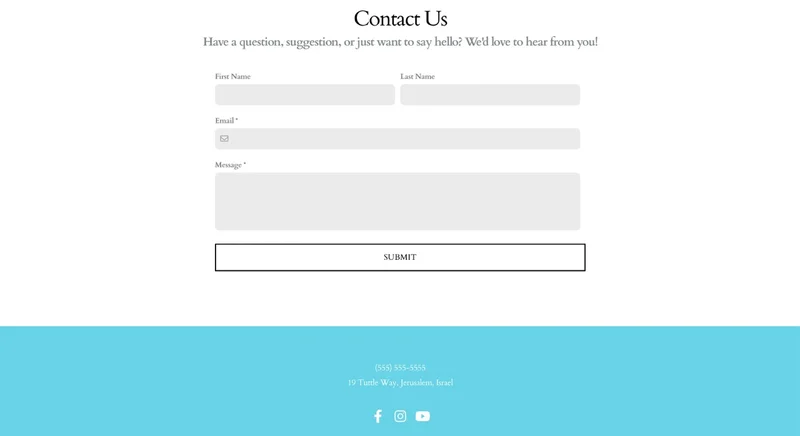 Contact Us
Have a question, suggestion, or just want to say hello? We'd love to hear from you!
First Name Last Name
Email *
Message *
SUBMIT
(555) 555-5555
19 Tuttle Way, Jerusalem, Israel